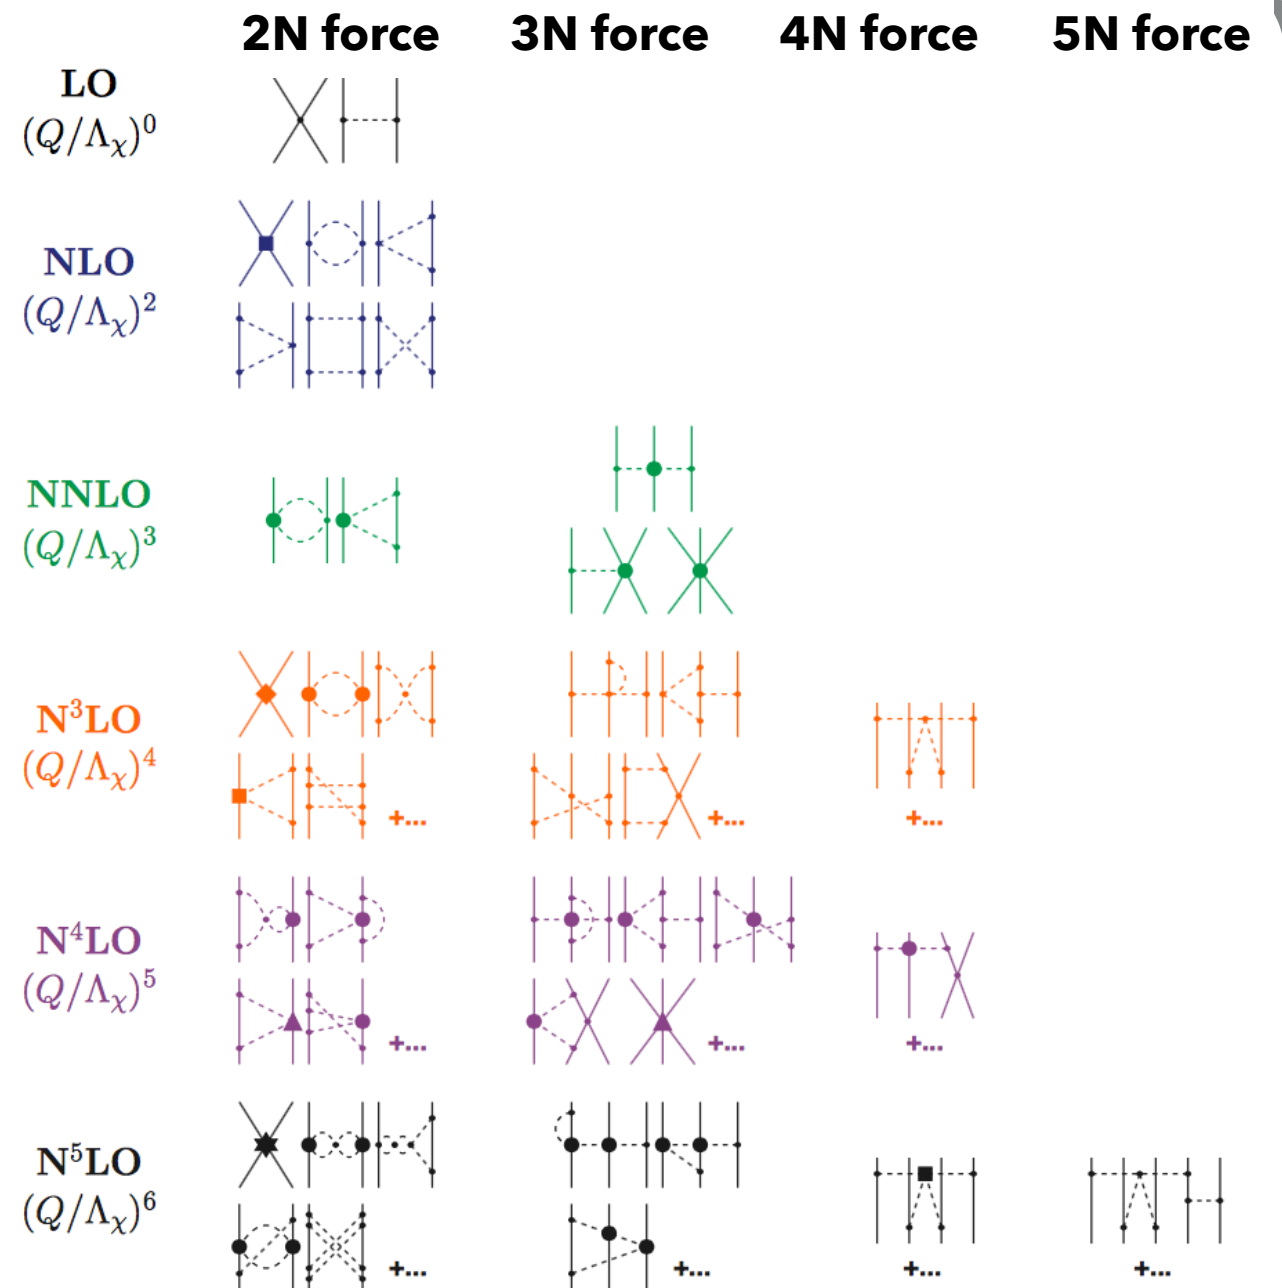 2N force 3N force 4N force 5N force
LO
(Q/Λχ)⁰
NLO
(Q/Λχ)²
NNLO
(Q/Λχ)³
N³LO
(Q/Λχ)⁴
+... +... +...
N⁴LO
(Q/Λχ)⁵
+... +... +...
N⁵LO
(Q/Λχ)⁶
+... +... +... +...